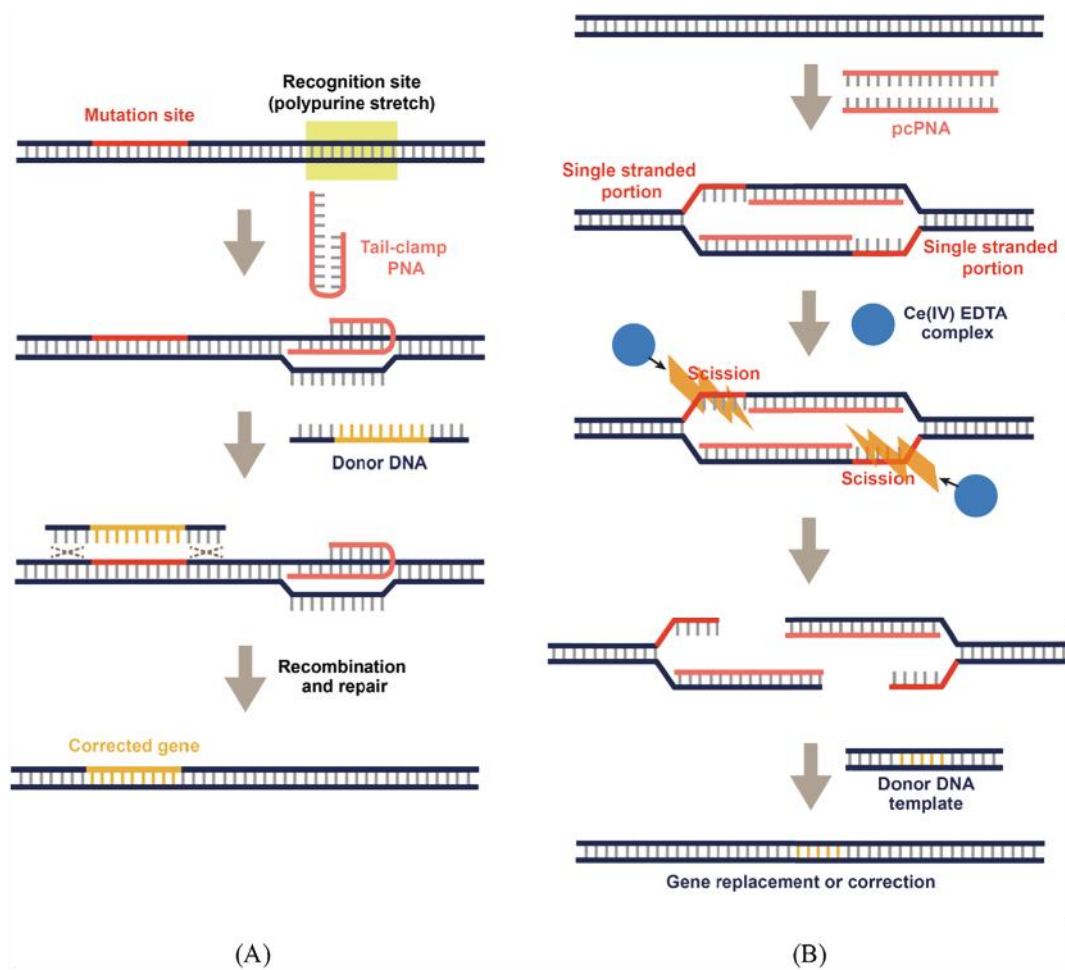 Recognition site
(polypurine stretch)
Mutation site
Tail-clamp
PNA
Donor DNA
Recombination
and repair
Corrected gene
(A)
pcPNA
Single stranded
portion
Single stranded
portion
Ce(IV) EDTA
complex
Scission
Scission
Donor DNA
template
Gene replacement or correction
(B)